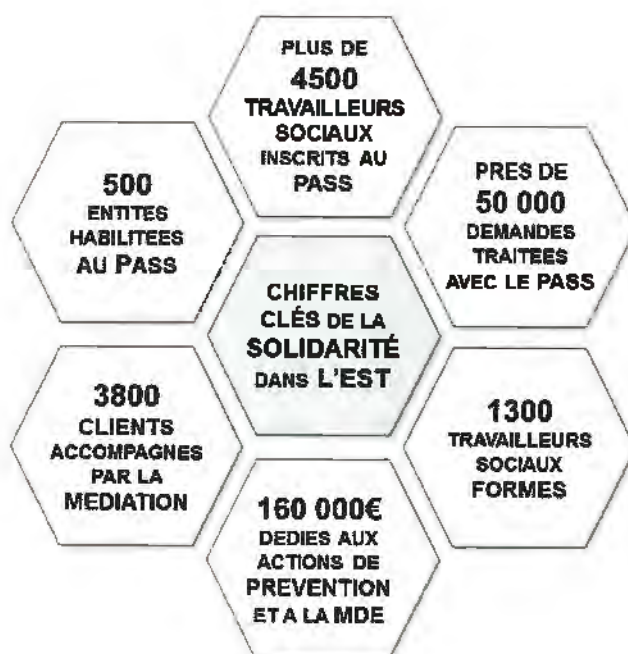 PLUS DE
4500
TRAVAILLEURS
SOCIAUX
INSCRITS AU
PASS
500
ENTITES
HABILITEES
AU PASS
PRES DE
50 000
DEMANDES
TRAITEES
AVEC LE PASS
CHIFFRES
CLÉS DE LA
SOLIDARITÉ
DANS L'EST
3800
CLIENTS
ACCOMPAGNES
PAR LA
MEDIATION
1300
TRAVAILLEURS
SOCIAUX
FORMES
160 000€
DEDIES AUX
ACTIONS DE
PREVENTION
ET A LA MDE